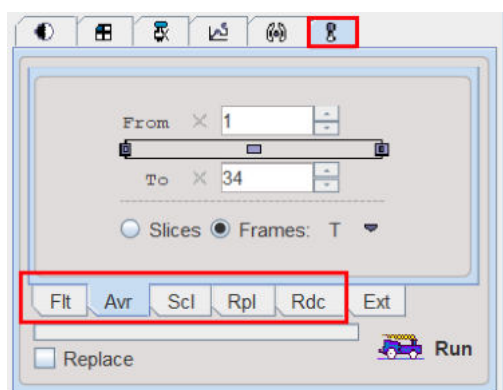 From 1
To 34
Slices Frames: T
Flt Avr Scl Rpl Rdc Ext
Replace Run